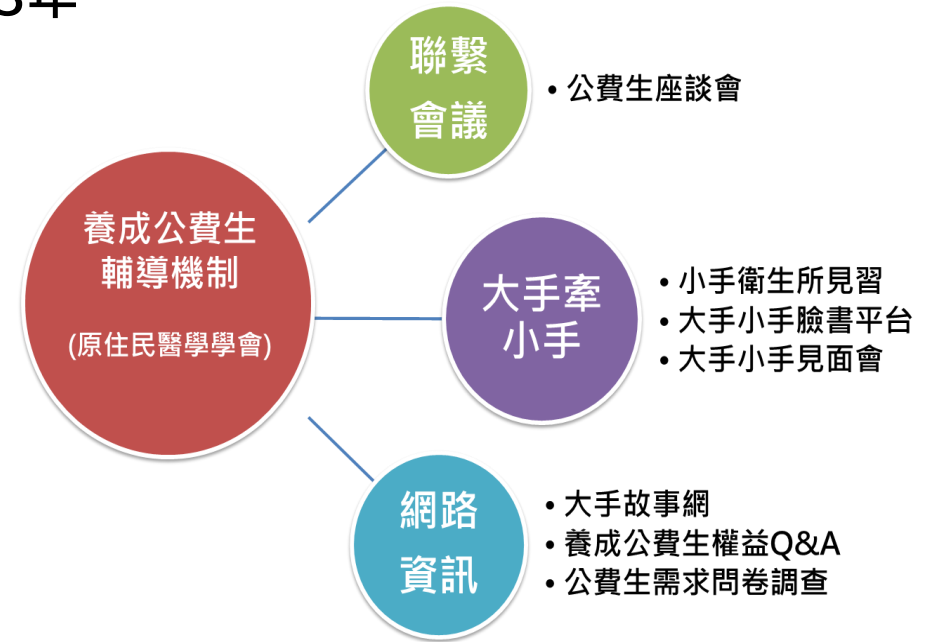 年
聯繫
會議
• 公費生座談會
養成公費生
輔導機制
(原住民醫學學會)
大手牽
小手
• 小手衛生所見習
• 大手小手臉書平台
• 大手小手見面會
網路
資訊
• 大手故事網
• 養成公費生權益Q&A
• 公費生需求問卷調查